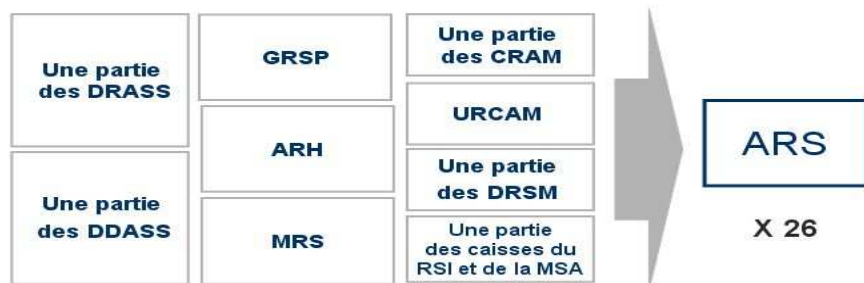 Une partie
des DRASS
Une partie
des DDASS
GRSP
ARH
MRS
Une partie
des CRAM
URCAM
Une partie
des DRSM
Une partie
des caisses du
RSI et de la MSA
ARS
X 26